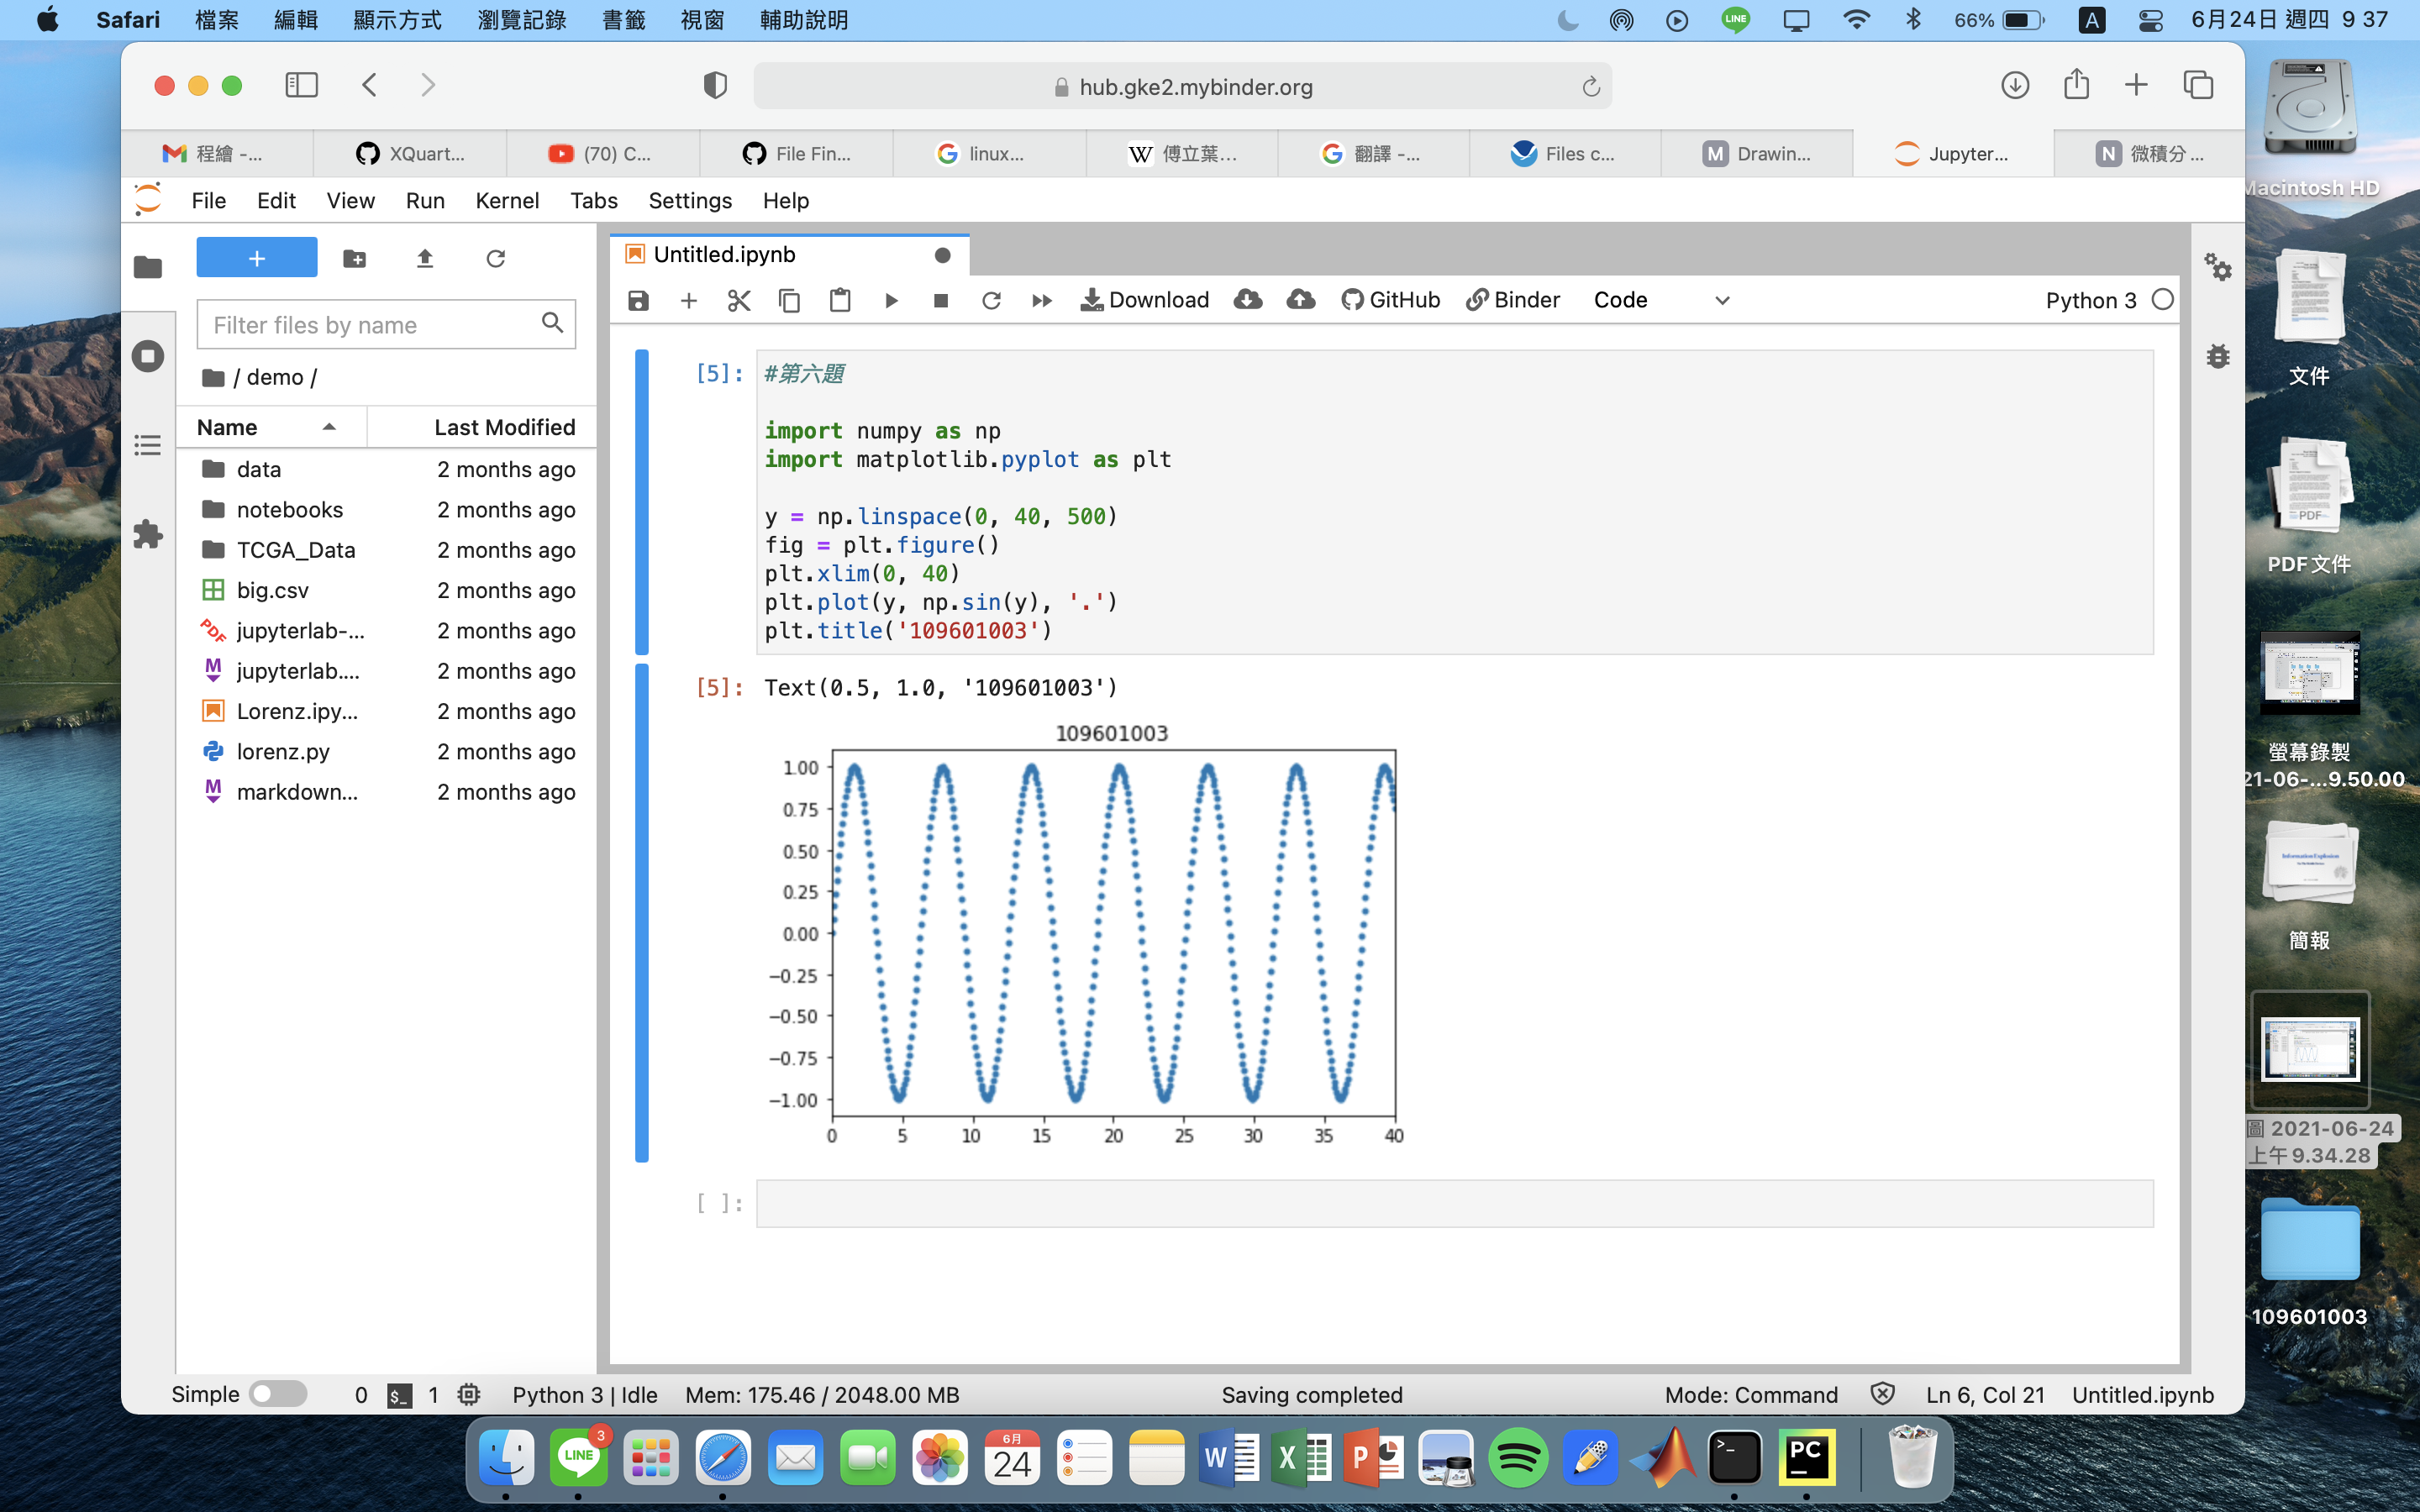 Safari 檔案 編輯 顯示方式 瀏覽記錄 書籤 視窗 輔助說明 LINE 66% A 6月24日 週四 9 37
hub.gke2.mybinder.org
程繪 -... XQuart... (70) C... File Fin... linux... W 傅立葉... 翻譯 -... Files c... M Drawin... Jupyter... N 微積分 ...
File Edit View Run Kernel Tabs Settings Help
+
Filter files by name
/ demo /
Name Last Modified
data 2 months ago
notebooks 2 months ago
TCGA_Data 2 months ago
big.csv 2 months ago
PDF jupyterlab-... 2 months ago
M jupyterlab.... 2 months ago
Lorenz.ipy... 2 months ago
lorenz.py 2 months ago
M markdown... 2 months ago
Untitled.ipynb
Download GitHub Binder Code Python 3
[5]: #第六題
import numpy as np
import matplotlib.pyplot as plt
y = np.linspace(0, 40, 500)
fig = plt.figure()
plt.xlim(0, 40)
plt.plot(y, np.sin(y), '.')
plt.title('109601003')
[5]: Text(0.5, 1.0, '109601003')
109601003
1.00
0.75
0.50
0.25
0.00
−0.25
−0.50
−0.75
−1.00
0 5 10 15 20 25 30 35 40
[ ]:
Simple 0 $_ 1 Python 3 | Idle Mem: 175.46 / 2048.00 MB Saving completed Mode: Command Ln 6, Col 21 Untitled.ipynb
Macintosh HD
文件
PDF
PDF 文件
螢幕錄製
21-06-...9.50.00
Information Explosion
簡報
圖 2021-06-24
上午9.34.28
109601003
LINE 3 6月 24 W X P >_ PC